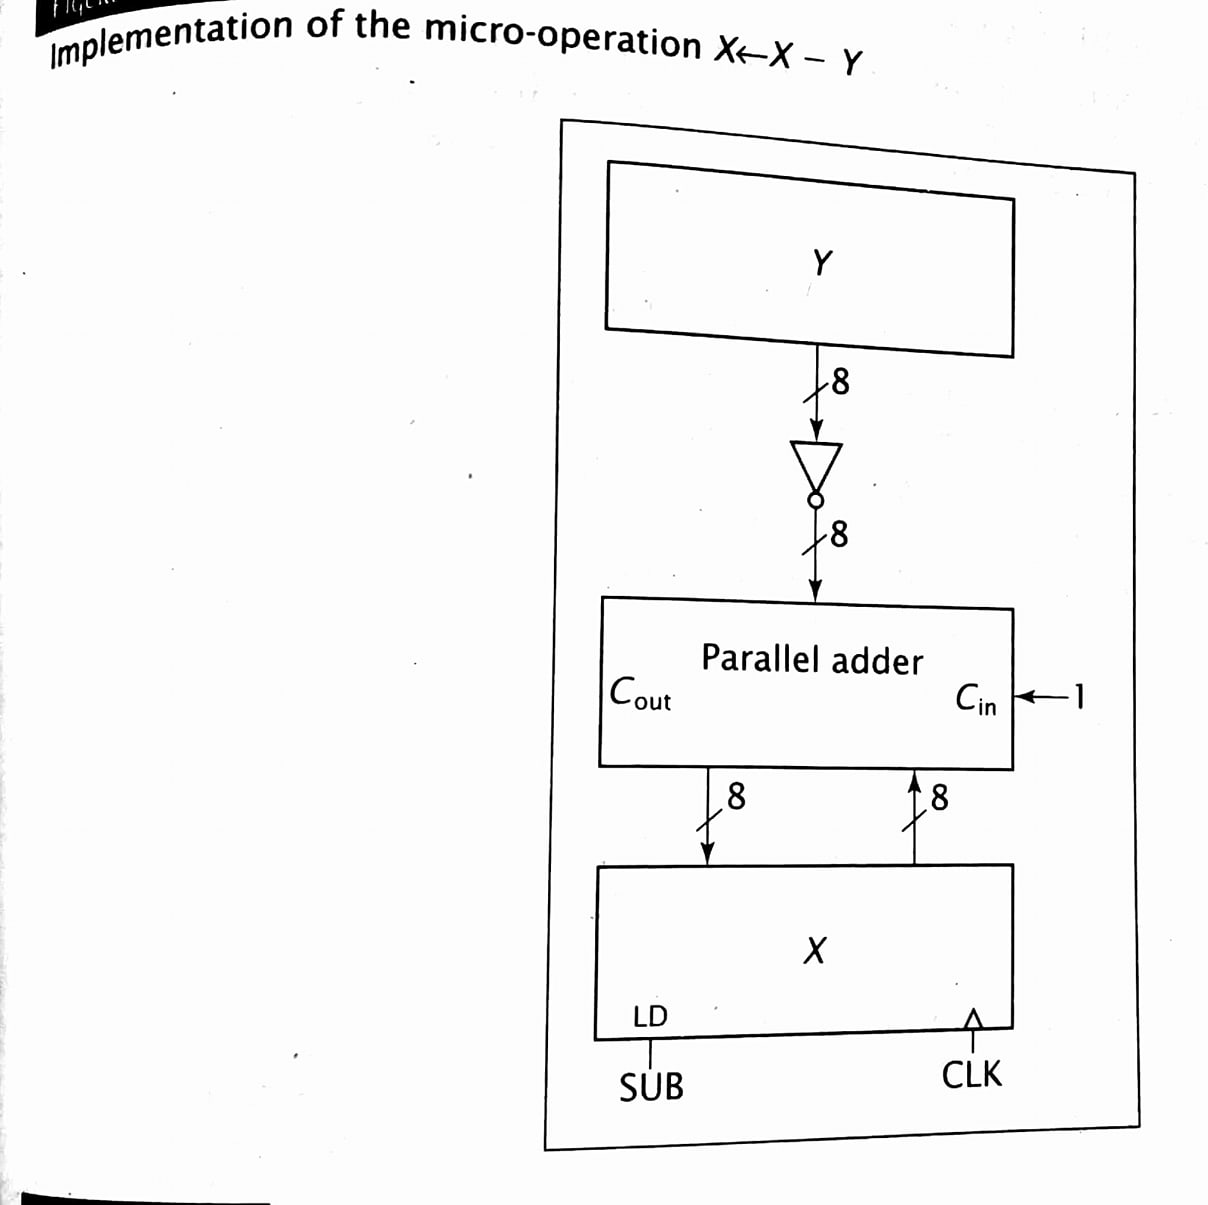 Implementation of the micro-operation X←X − Y
Y
8
8
Parallel adder
Cout
Cin
1
8
8
X
LD
SUB
CLK